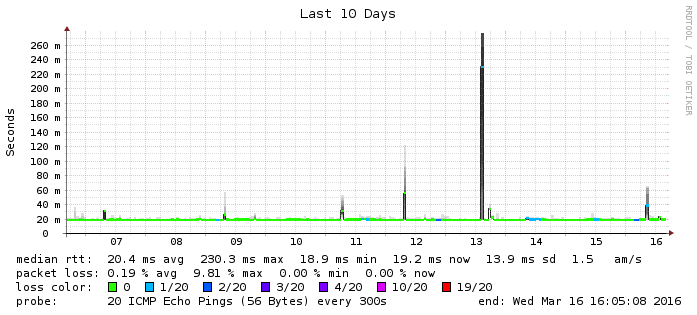 Last 10 Days
RRDTOOL / TOBI OETIKER
Seconds
260 m
240 m
220 m
200 m
180 m
160 m
140 m
120 m
100 m
80 m
60 m
40 m
20 m
0
07 08 09 10 11 12 13 14 15 16
median rtt: 20.4 ms avg 230.3 ms max 18.9 ms min 19.2 ms now 13.9 ms sd 1.5 am/s
packet loss: 0.19 % avg 9.81 % max 0.00 % min 0.00 % now
loss color: 0 1/20 2/20 3/20 4/20 10/20 19/20
probe: 20 ICMP Echo Pings (56 Bytes) every 300s end: Wed Mar 16 16:05:08 2016